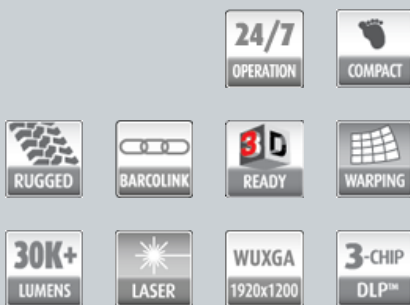 24/7
OPERATION
COMPACT
RUGGED
BARCOLINK
3D
READY
WARPING
30K+
LUMENS
LASER
WUXGA
1920x1200
3-CHIP
DLP™